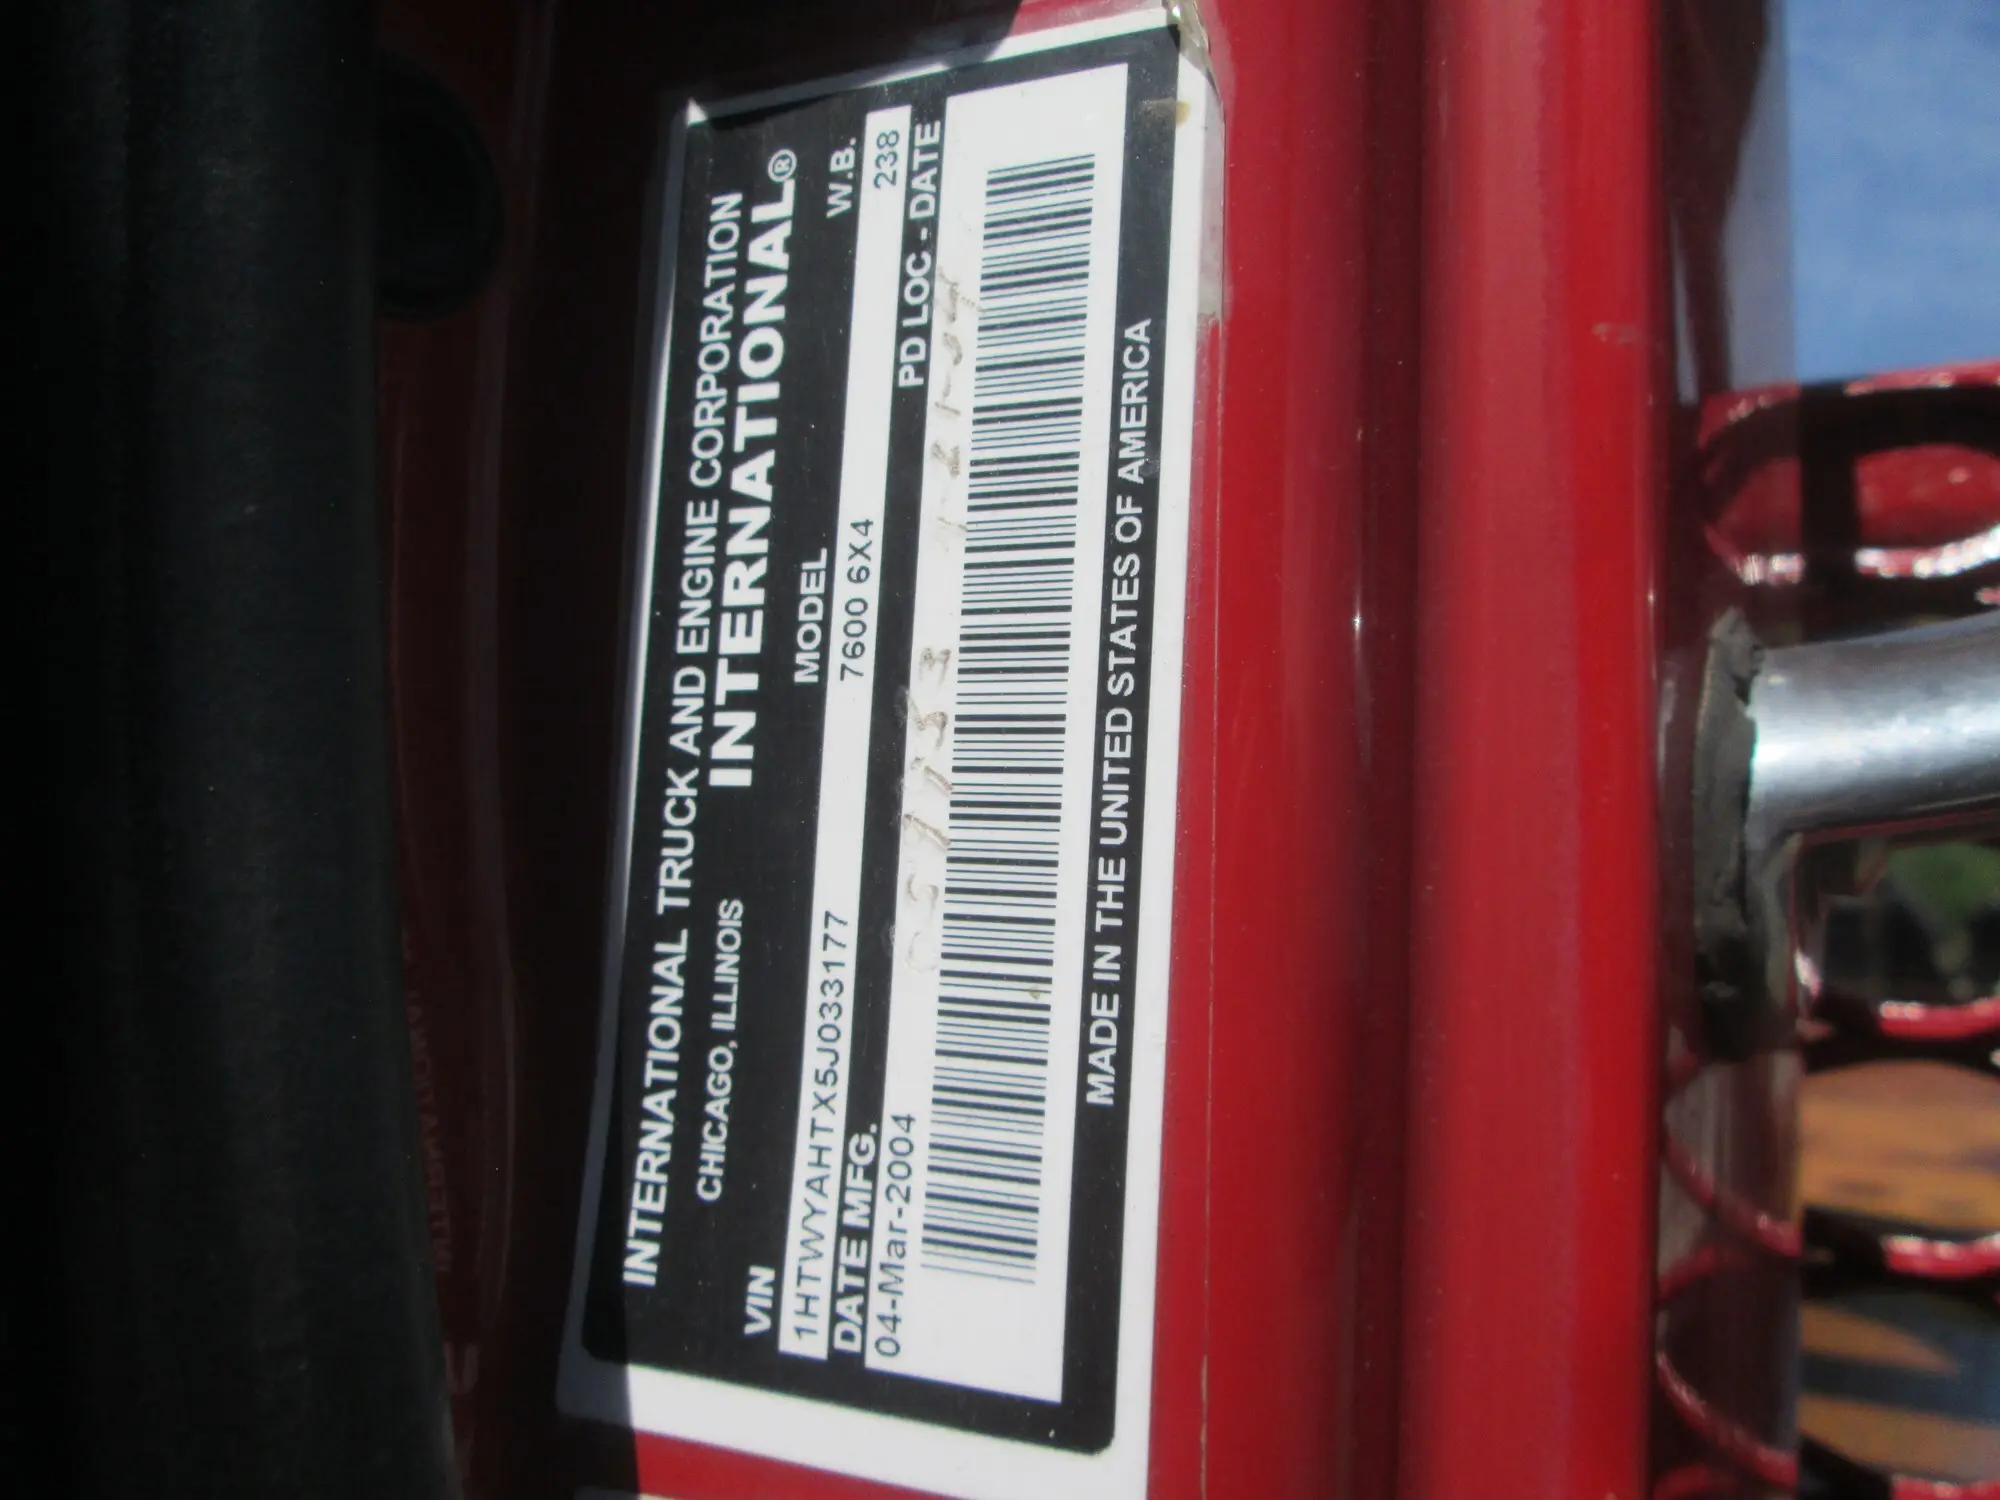 INTERNATIONAL TRUCK AND ENGINE CORPORATION
CHICAGO, ILLINOIS INTERNATIONAL®
VIN MODEL W.B.
1HTWYAHTX5J033177 7600 6X4 238
DATE MFG. PD LOC - DATE
04-Mar-2004
MADE IN THE UNITED STATES OF AMERICA